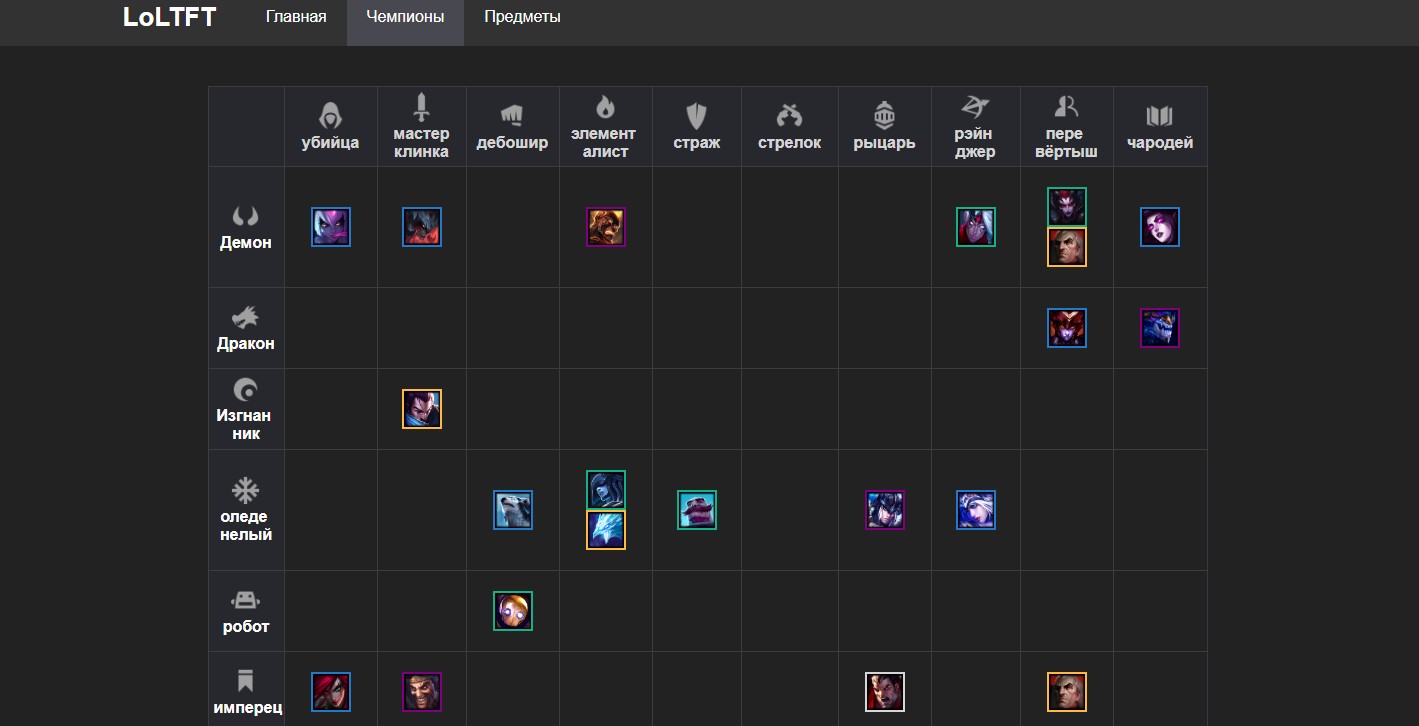 LoLTFT Главная Чемпионы Предметы
убийца
мастер
клинка
дебошир
элемент
алист
страж
стрелок
рыцарь
рэйн
джер
пере
вёртыш
чародей
Демон
Дракон
Изгнан
ник
оледе
нелый
робот
имперец